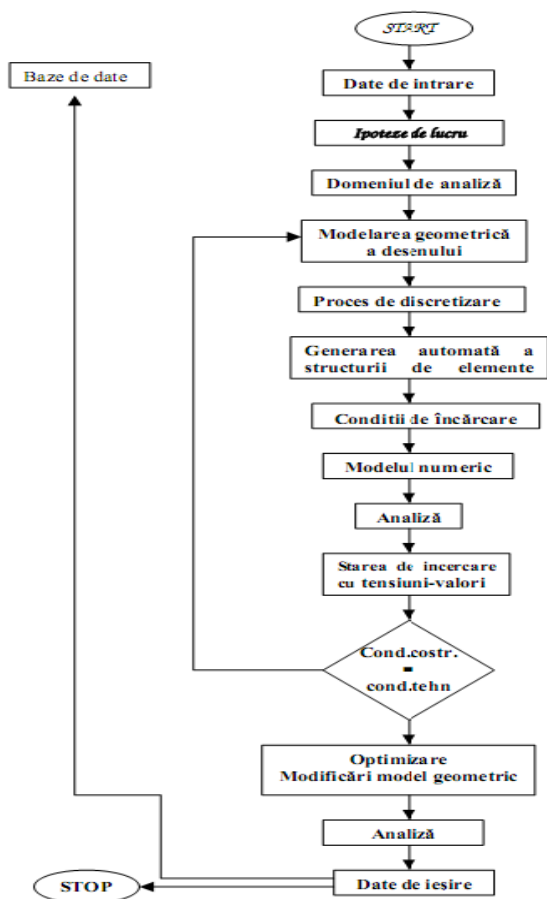 START
Baze de date
Date de intrare
Ipoteze de lucru
Domeniul de analiză
Modelarea geometrică
a desenului
Proces de discretizare
Generarea automată a
structurii de elemente
Conditii de încărcare
Modelul numeric
Analiză
Starea de incercare
cu tensiuni-valori
Cond.costr.
=
cond.tehn
Optimizare
Modificări model geometric
Analiză
Date de ieşire
STOP